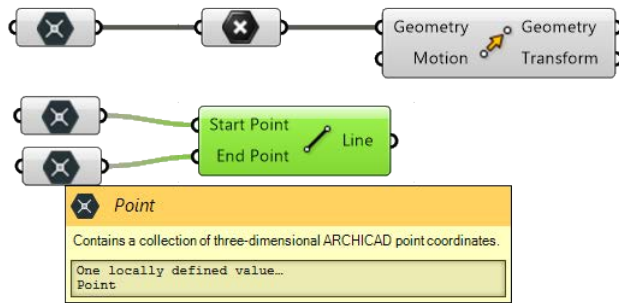 Geometry Geometry
Motion Transform
Start Point
Line
End Point
Point
Contains a collection of three-dimensional ARCHICAD point coordinates.
One locally defined value…
Point